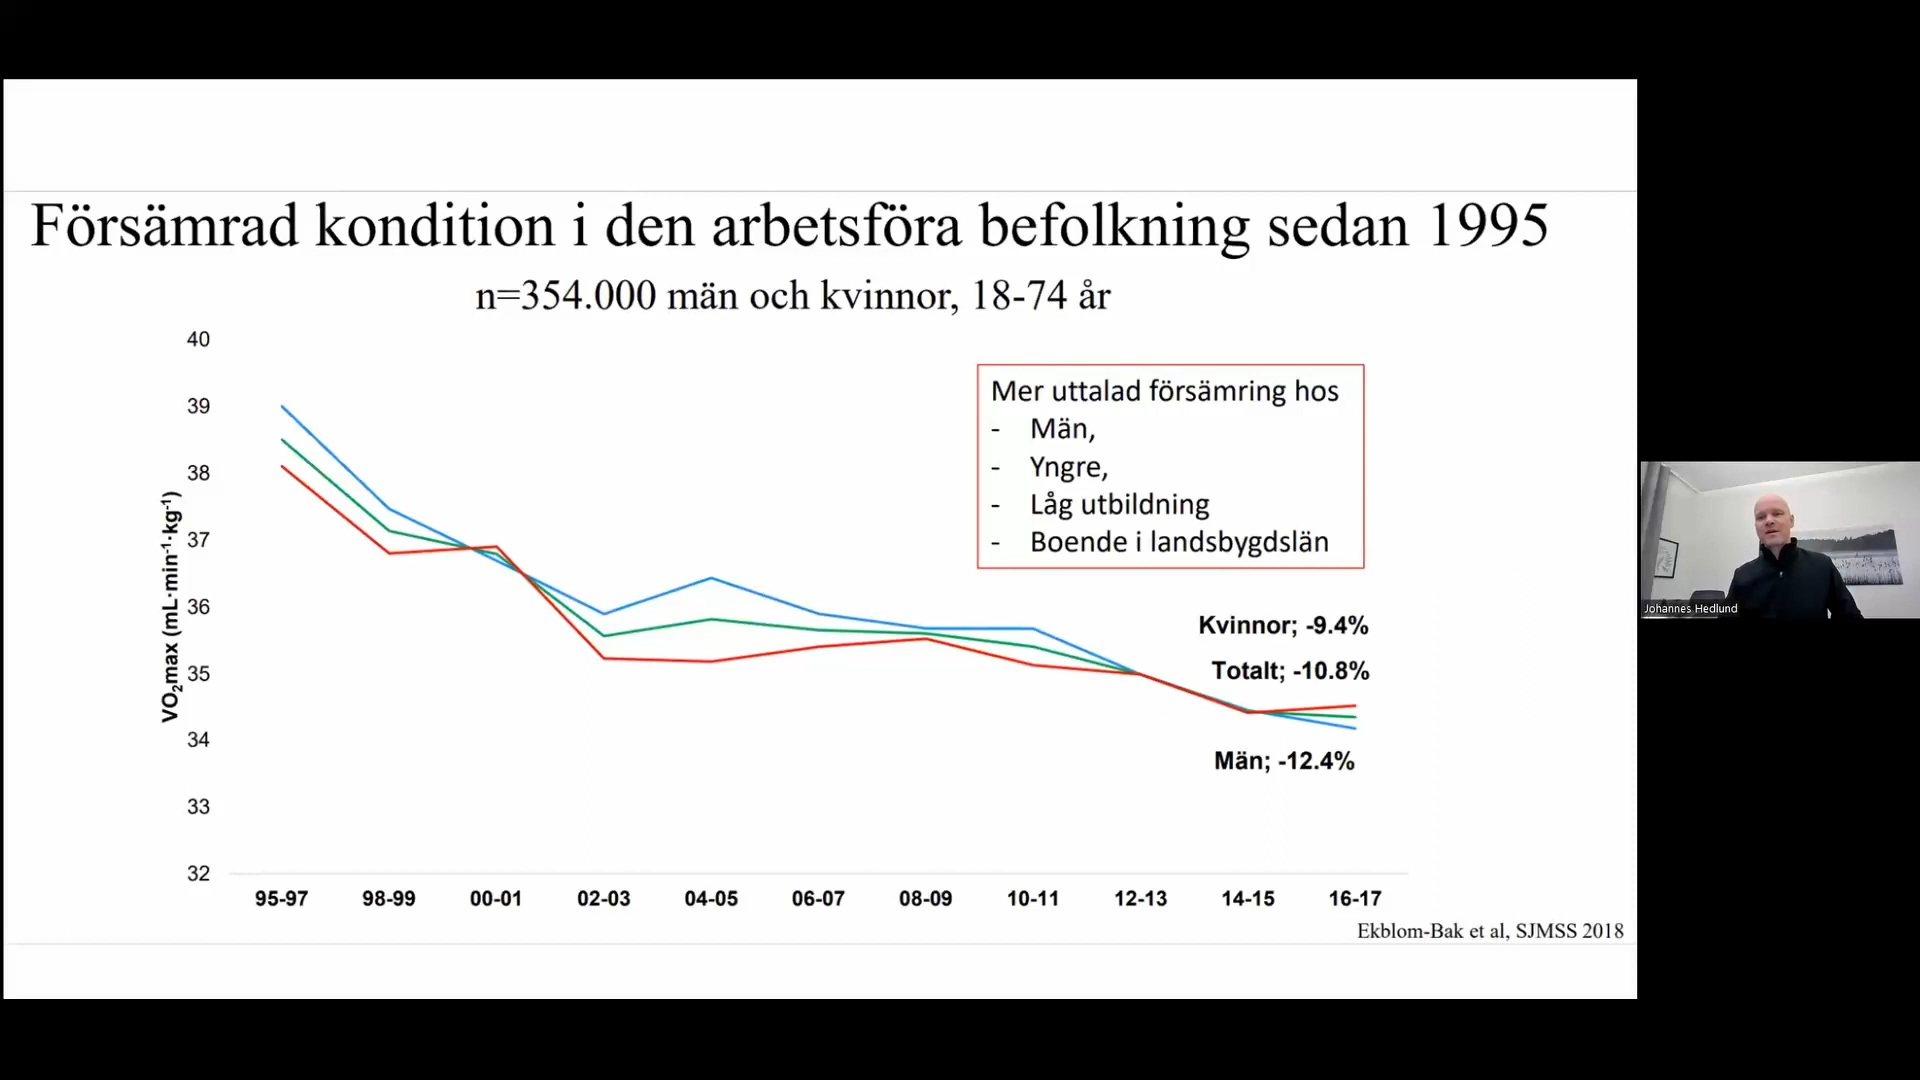 Försämrad kondition i den arbetsföra befolkning sedan 1995
n=354.000 män och kvinnor, 18-74 år
40
39
38
37
36
35
34
33
32
VO2max (mL·min-1·kg-1)
Mer uttalad försämring hos
- Män,
- Yngre,
- Låg utbildning
- Boende i landsbygdslän
Kvinnor; -9.4%
Totalt; -10.8%
Män; -12.4%
95-97 98-99 00-01 02-03 04-05 06-07 08-09 10-11 12-13 14-15 16-17
Ekblom-Bak et al, SJMSS 2018
Johannes Hedlund